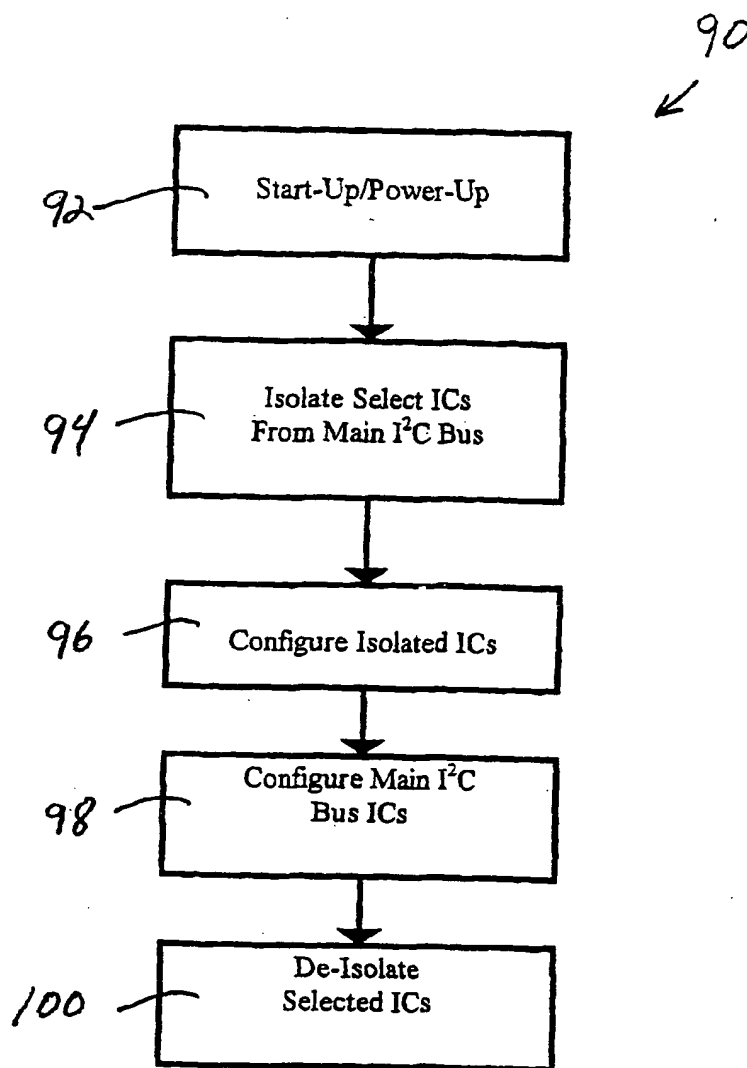 90
92
Start-Up/Power-Up
94
Isolate Select ICs
From Main I²C Bus
96
Configure Isolated ICs
98
Configure Main I²C
Bus ICs
100
De-Isolate
Selected ICs